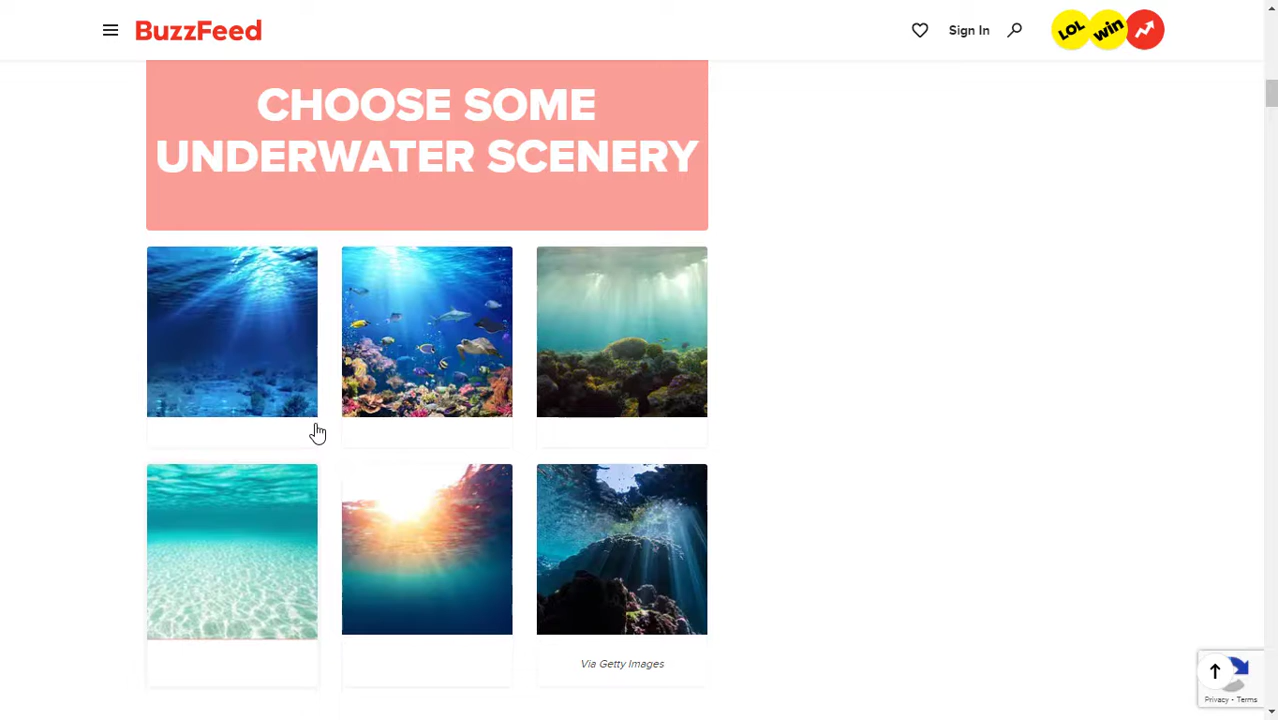 BuzzFeed
Sign In
LOL
win
CHOOSE SOME
UNDERWATER SCENERY
Via Getty Images
Privacy - Terms